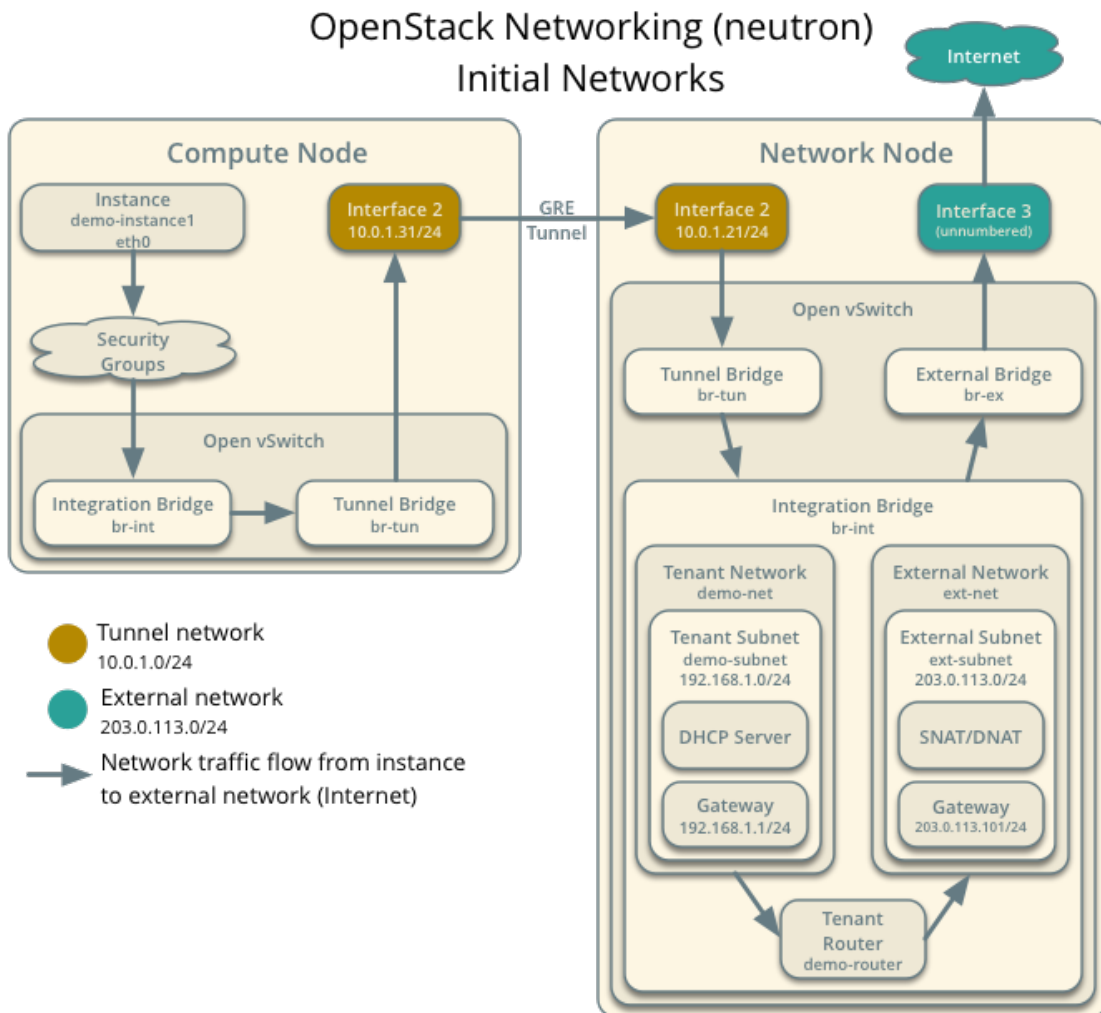 OpenStack Networking (neutron)
Initial Networks
Internet
Compute Node
Instance
demo-instance1
eth0
Interface 2
10.0.1.31/24
Security
Groups
Open vSwitch
Integration Bridge
br-int
Tunnel Bridge
br-tun
GRE
Tunnel
Network Node
Interface 2
10.0.1.21/24
Interface 3
(unnumbered)
Open vSwitch
Tunnel Bridge
br-tun
External Bridge
br-ex
Integration Bridge
br-int
Tenant Network
demo-net
Tenant Subnet
demo-subnet
192.168.1.0/24
DHCP Server
Gateway
192.168.1.1/24
External Network
ext-net
External Subnet
ext-subnet
203.0.113.0/24
SNAT/DNAT
Gateway
203.0.113.101/24
Tenant
Router
demo-router
Tunnel network
10.0.1.0/24
External network
203.0.113.0/24
Network traffic flow from instance
to external network (Internet)